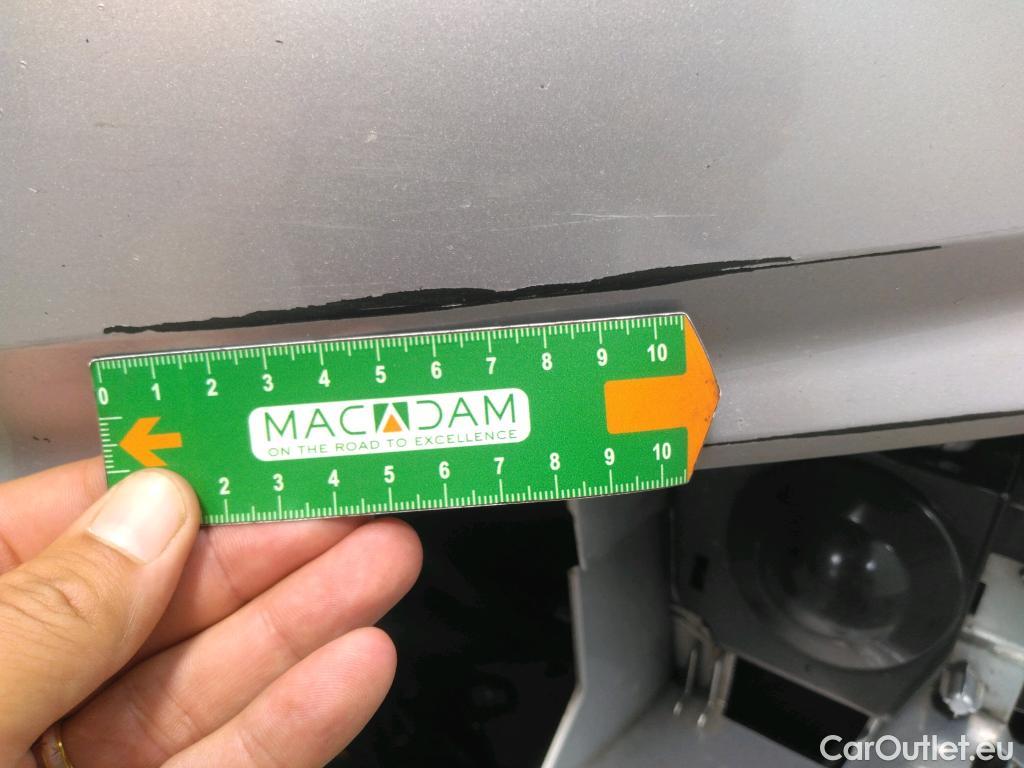 0 1 2 3 4 5 6 7 8 9 10
MACADAM
ON THE ROAD TO EXCELLENCE
2 3 4 5 6 7 8 9 10
CarOutlet.eu